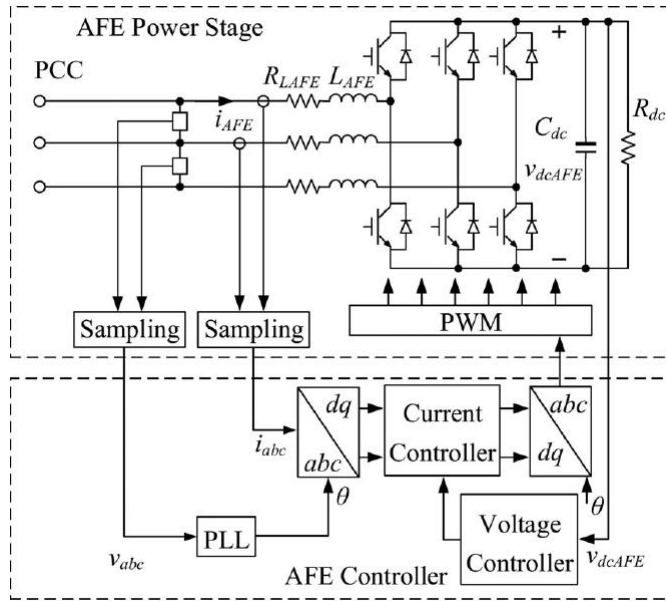 AFE Power Stage
PCC
R_LAFE L_AFE
i_AFE
+
R_dc
C_dc
v_dcAFE
−
Sampling
Sampling
PWM
dq
abc
Current
Controller
abc
dq
i_abc
θ
θ
v_abc
PLL
Voltage
Controller
v_dcAFE
AFE Controller